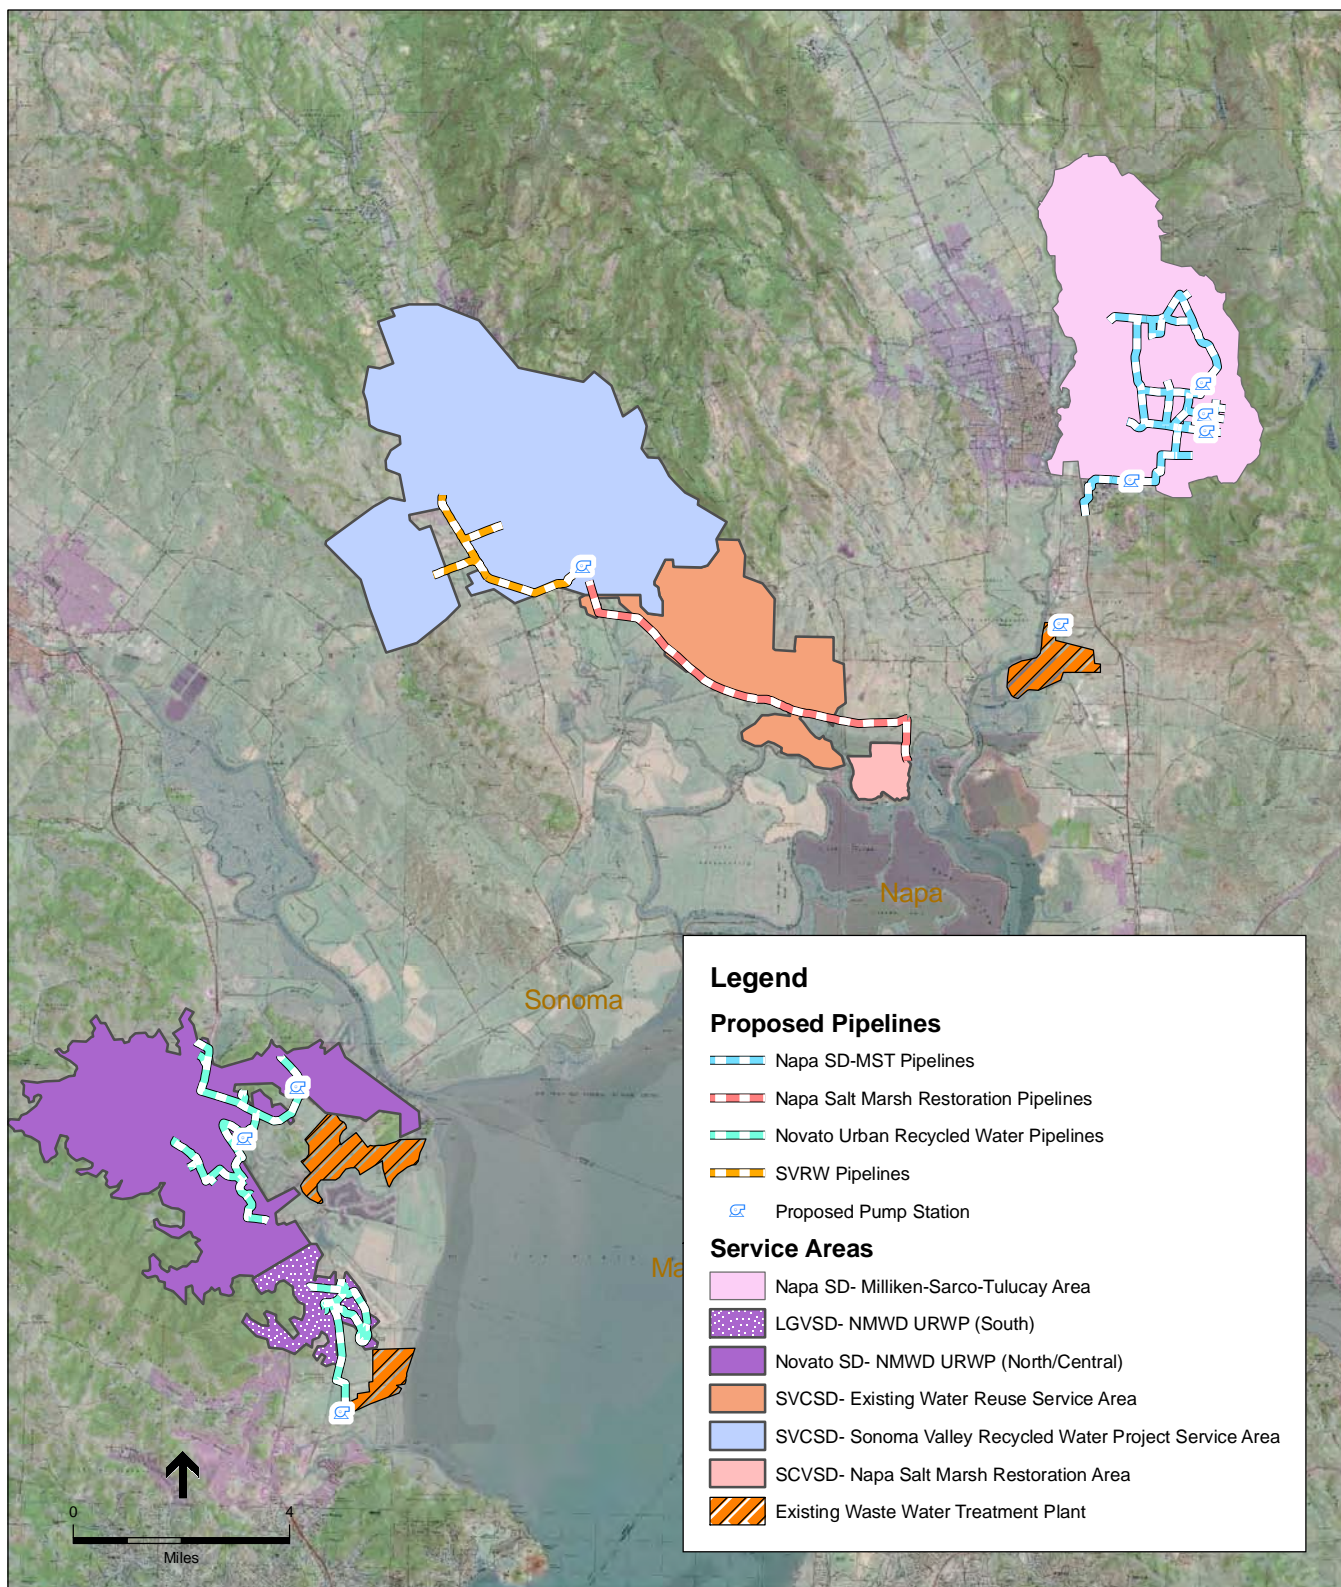 Napa
Sonoma
Ma
Legend
Proposed Pipelines
Napa SD-MST Pipelines
Napa Salt Marsh Restoration Pipelines
Novato Urban Recycled Water Pipelines
SVRW Pipelines
Proposed Pump Station
Service Areas
Napa SD- Milliken-Sarco-Tulucay Area
LGVSD- NMWD URWP (South)
Novato SD- NMWD URWP (North/Central)
SVCSD- Existing Water Reuse Service Area
SVCSD- Sonoma Valley Recycled Water Project Service Area
SCVSD- Napa Salt Marsh Restoration Area
Existing Waste Water Treatment Plant
0 4
Miles